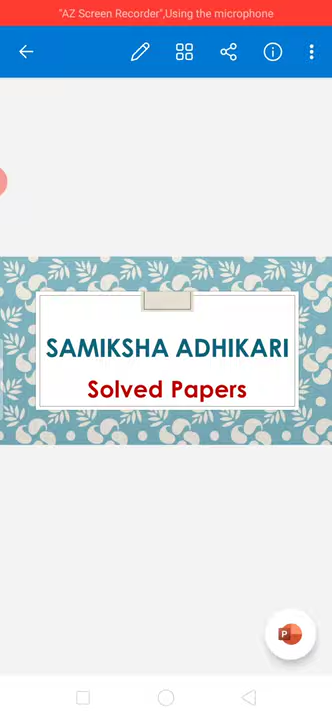 "AZ Screen Recorder",Using the microphone
SAMIKSHA ADHIKARI
Solved Papers
P